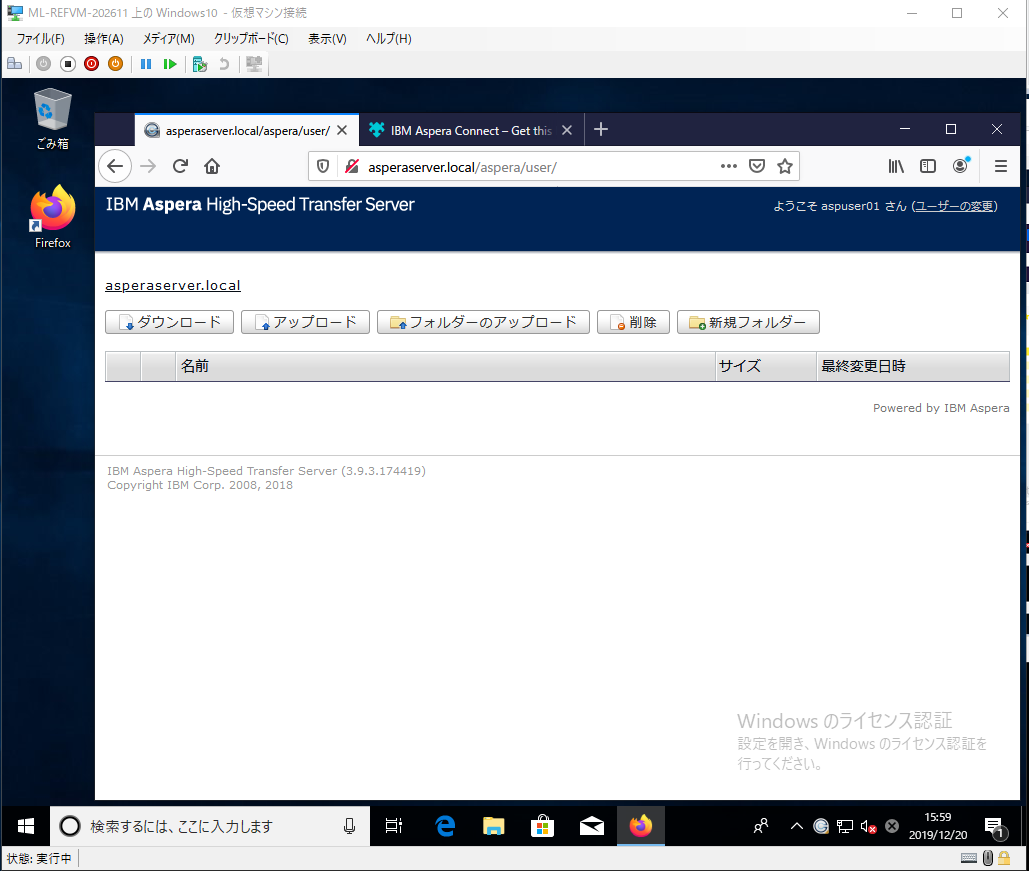 ML-REFVM-202611 上の Windows10 - 仮想マシン接続
ファイル(F) 操作(A) メディア(M) クリップボード(C) 表示(V) ヘルプ(H)
ごみ箱
Firefox
asperaserver.local/aspera/user/
IBM Aspera Connect – Get this
asperaserver.local/aspera/user/
IBM Aspera High-Speed Transfer Server
ようこそ aspuser01 さん (ユーザーの変更)
asperaserver.local
ダウンロード アップロード フォルダーのアップロード 削除 新規フォルダー
名前 サイズ 最終変更日時
Powered by IBM Aspera
IBM Aspera High-Speed Transfer Server (3.9.3.174419)
Copyright IBM Corp. 2008, 2018
Windows のライセンス認証
設定を開き、Windows のライセンス認証を
行ってください。
検索するには、ここに入力します
15:59
2019/12/20
1
状態: 実行中